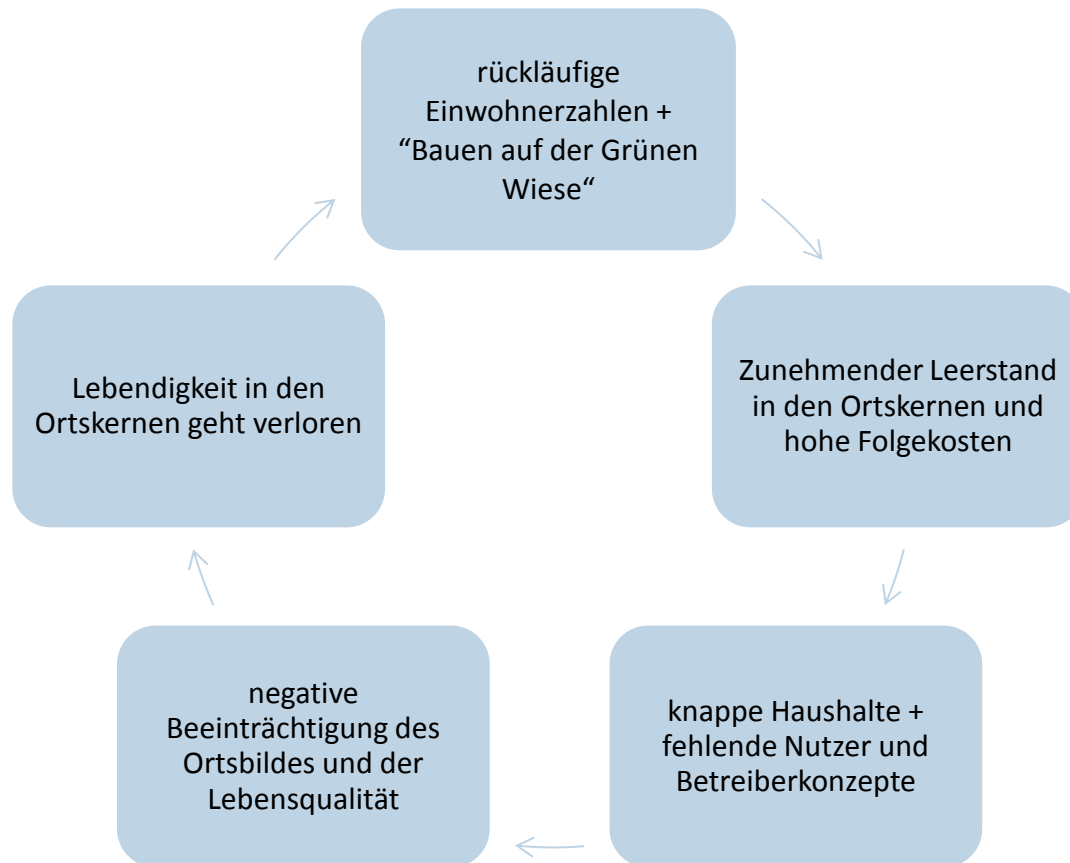 rückläufige
Einwohnerzahlen +
“Bauen auf der Grünen
Wiese“
Zunehmender Leerstand
in den Ortskernen und
hohe Folgekosten
knappe Haushalte +
fehlende Nutzer und
Betreiberkonzepte
negative
Beeinträchtigung des
Ortsbildes und der
Lebensqualität
Lebendigkeit in den
Ortskernen geht verloren